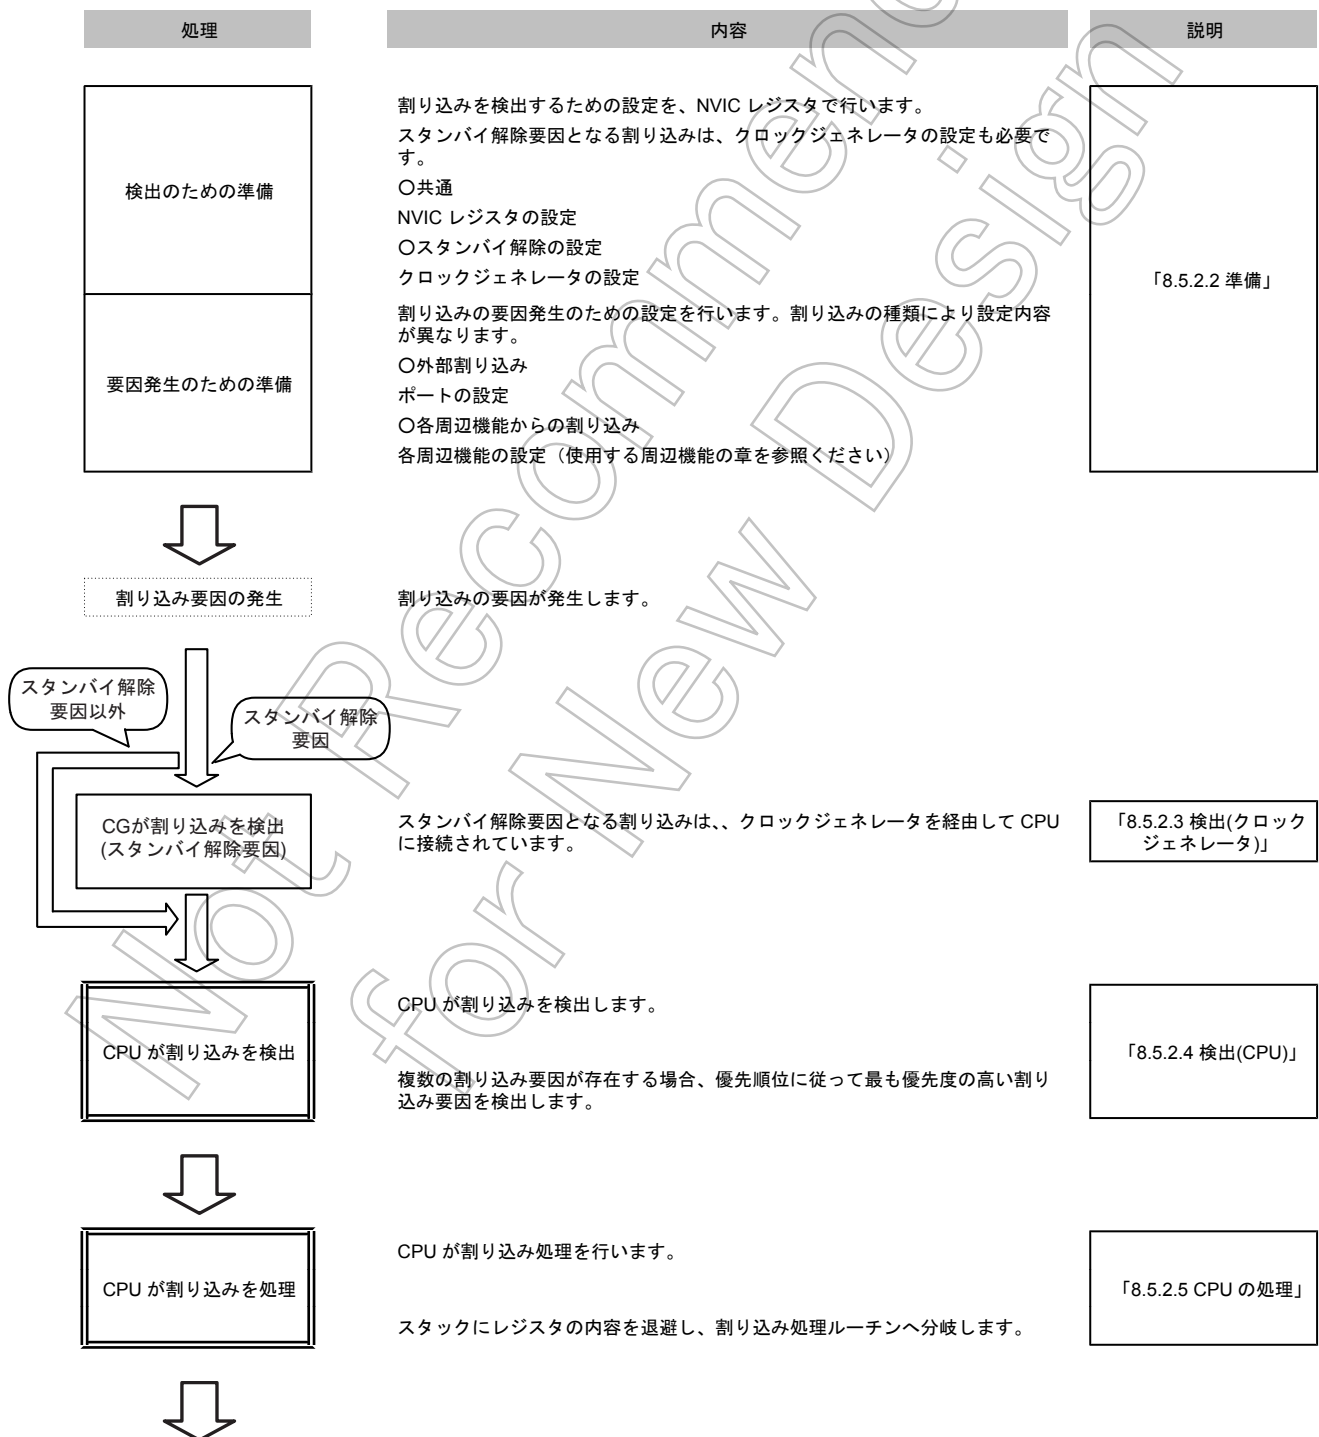 処理
内容
説明
検出のための準備
割り込みを検出するための設定を、NVIC レジスタで行います。
スタンバイ解除要因となる割り込みは、クロックジェネレータの設定も必要で
す。
〇共通
NVIC レジスタの設定
〇スタンバイ解除の設定
クロックジェネレータの設定
「8.5.2.2 準備」
要因発生のための準備
割り込みの要因発生のための設定を行います。割り込みの種類により設定内容
が異なります。
〇外部割り込み
ポートの設定
〇各周辺機能からの割り込み
各周辺機能の設定（使用する周辺機能の章を参照ください）
割り込み要因の発生
割り込みの要因が発生します。
スタンバイ解除
要因以外
スタンバイ解除
要因
CGが割り込みを検出
(スタンバイ解除要因)
スタンバイ解除要因となる割り込みは、、クロックジェネレータを経由して CPU
に接続されています。
「8.5.2.3 検出(クロック
ジェネレータ)」
CPU が割り込みを検出
CPU が割り込みを検出します。
複数の割り込み要因が存在する場合、優先順位に従って最も優先度の高い割り
込み要因を検出します。
「8.5.2.4 検出(CPU)」
CPU が割り込みを処理
CPU が割り込み処理を行います。
スタックにレジスタの内容を退避し、割り込み処理ルーチンへ分岐します。
「8.5.2.5 CPU の処理」
Not Recommend
for New Design